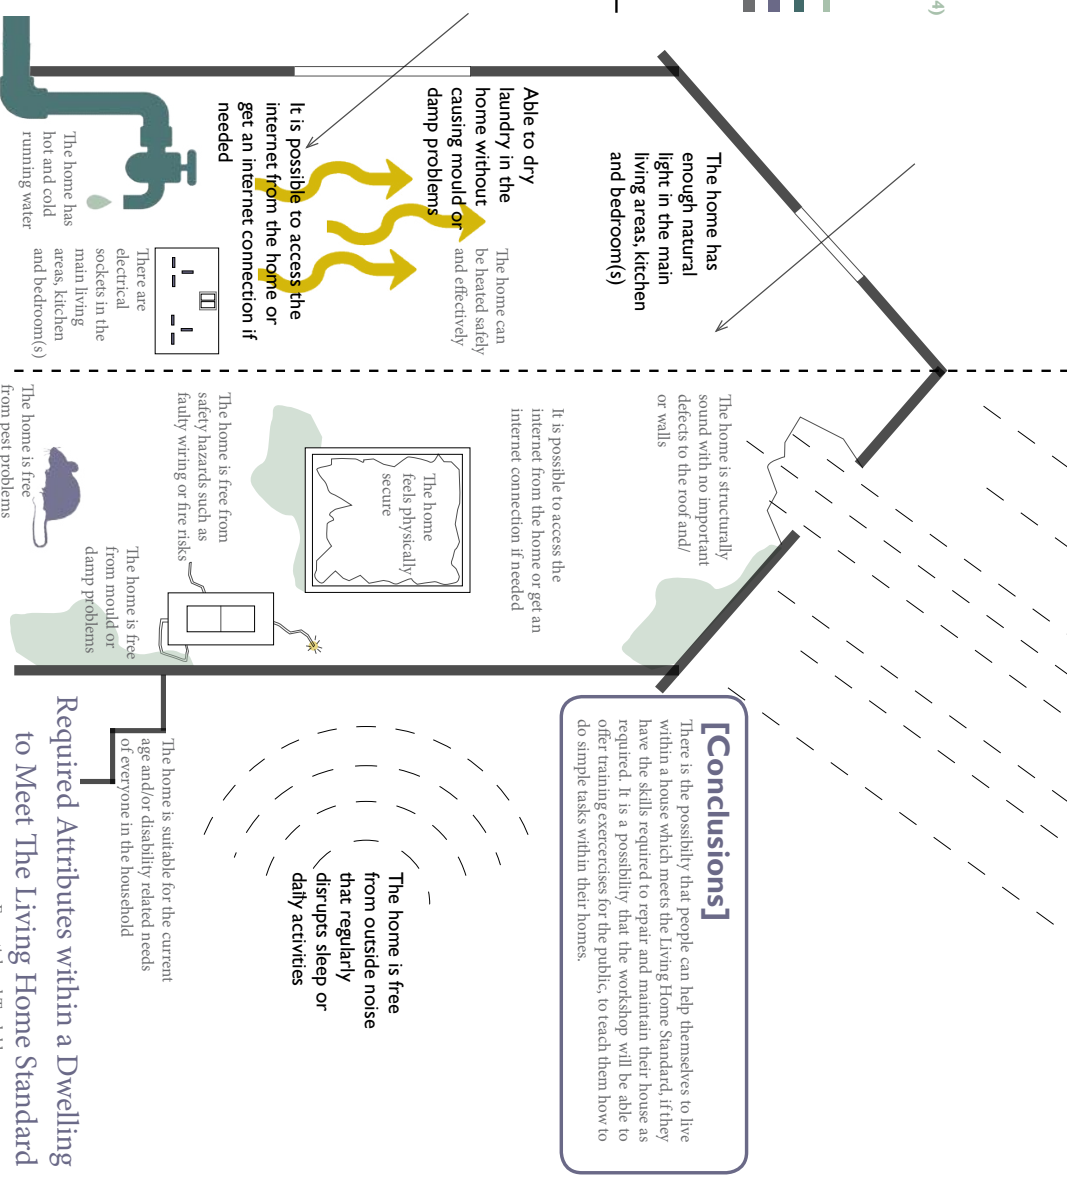 4)
The home has
enough natural
light in the main
living areas, kitchen
and bedroom(s)
Able to dry
laundry in the
home without
causing mould or
damp problems
The home can
be heated safely
and effectively
It is possible to access the
internet from the home or
get an internet connection if
needed
The home has
hot and cold
running water
There are
electrical
sockets in the
main living
areas, kitchen
and bedroom(s)
The home is structurally
sound with no important
defects to the roof and/
or walls
It is possible to access the
internet from the home or get an
internet connection if needed
The home
feels physically
secure
The home is free from
safety hazards such as
faulty wiring or fire risks
The home is free
from mould or
damp problems
The home is free
from pest problems
[Conclusions]
There is the possibilty that people can help themselves to live
within a house which meets the Living Home Standard, if they
have the skills required to repair and maintain their house as
required. It is a possibility that the workshop will be able to
offer training exercercises for the public, to teach them how to
do simple tasks within their homes.
The home is free
from outside noise
that regularly
disrupts sleep or
daily activities
The home is suitable for the current
age and/or disability related needs
of everyone in the household
Required Attributes within a Dwelling
to Meet The Living Home Standard